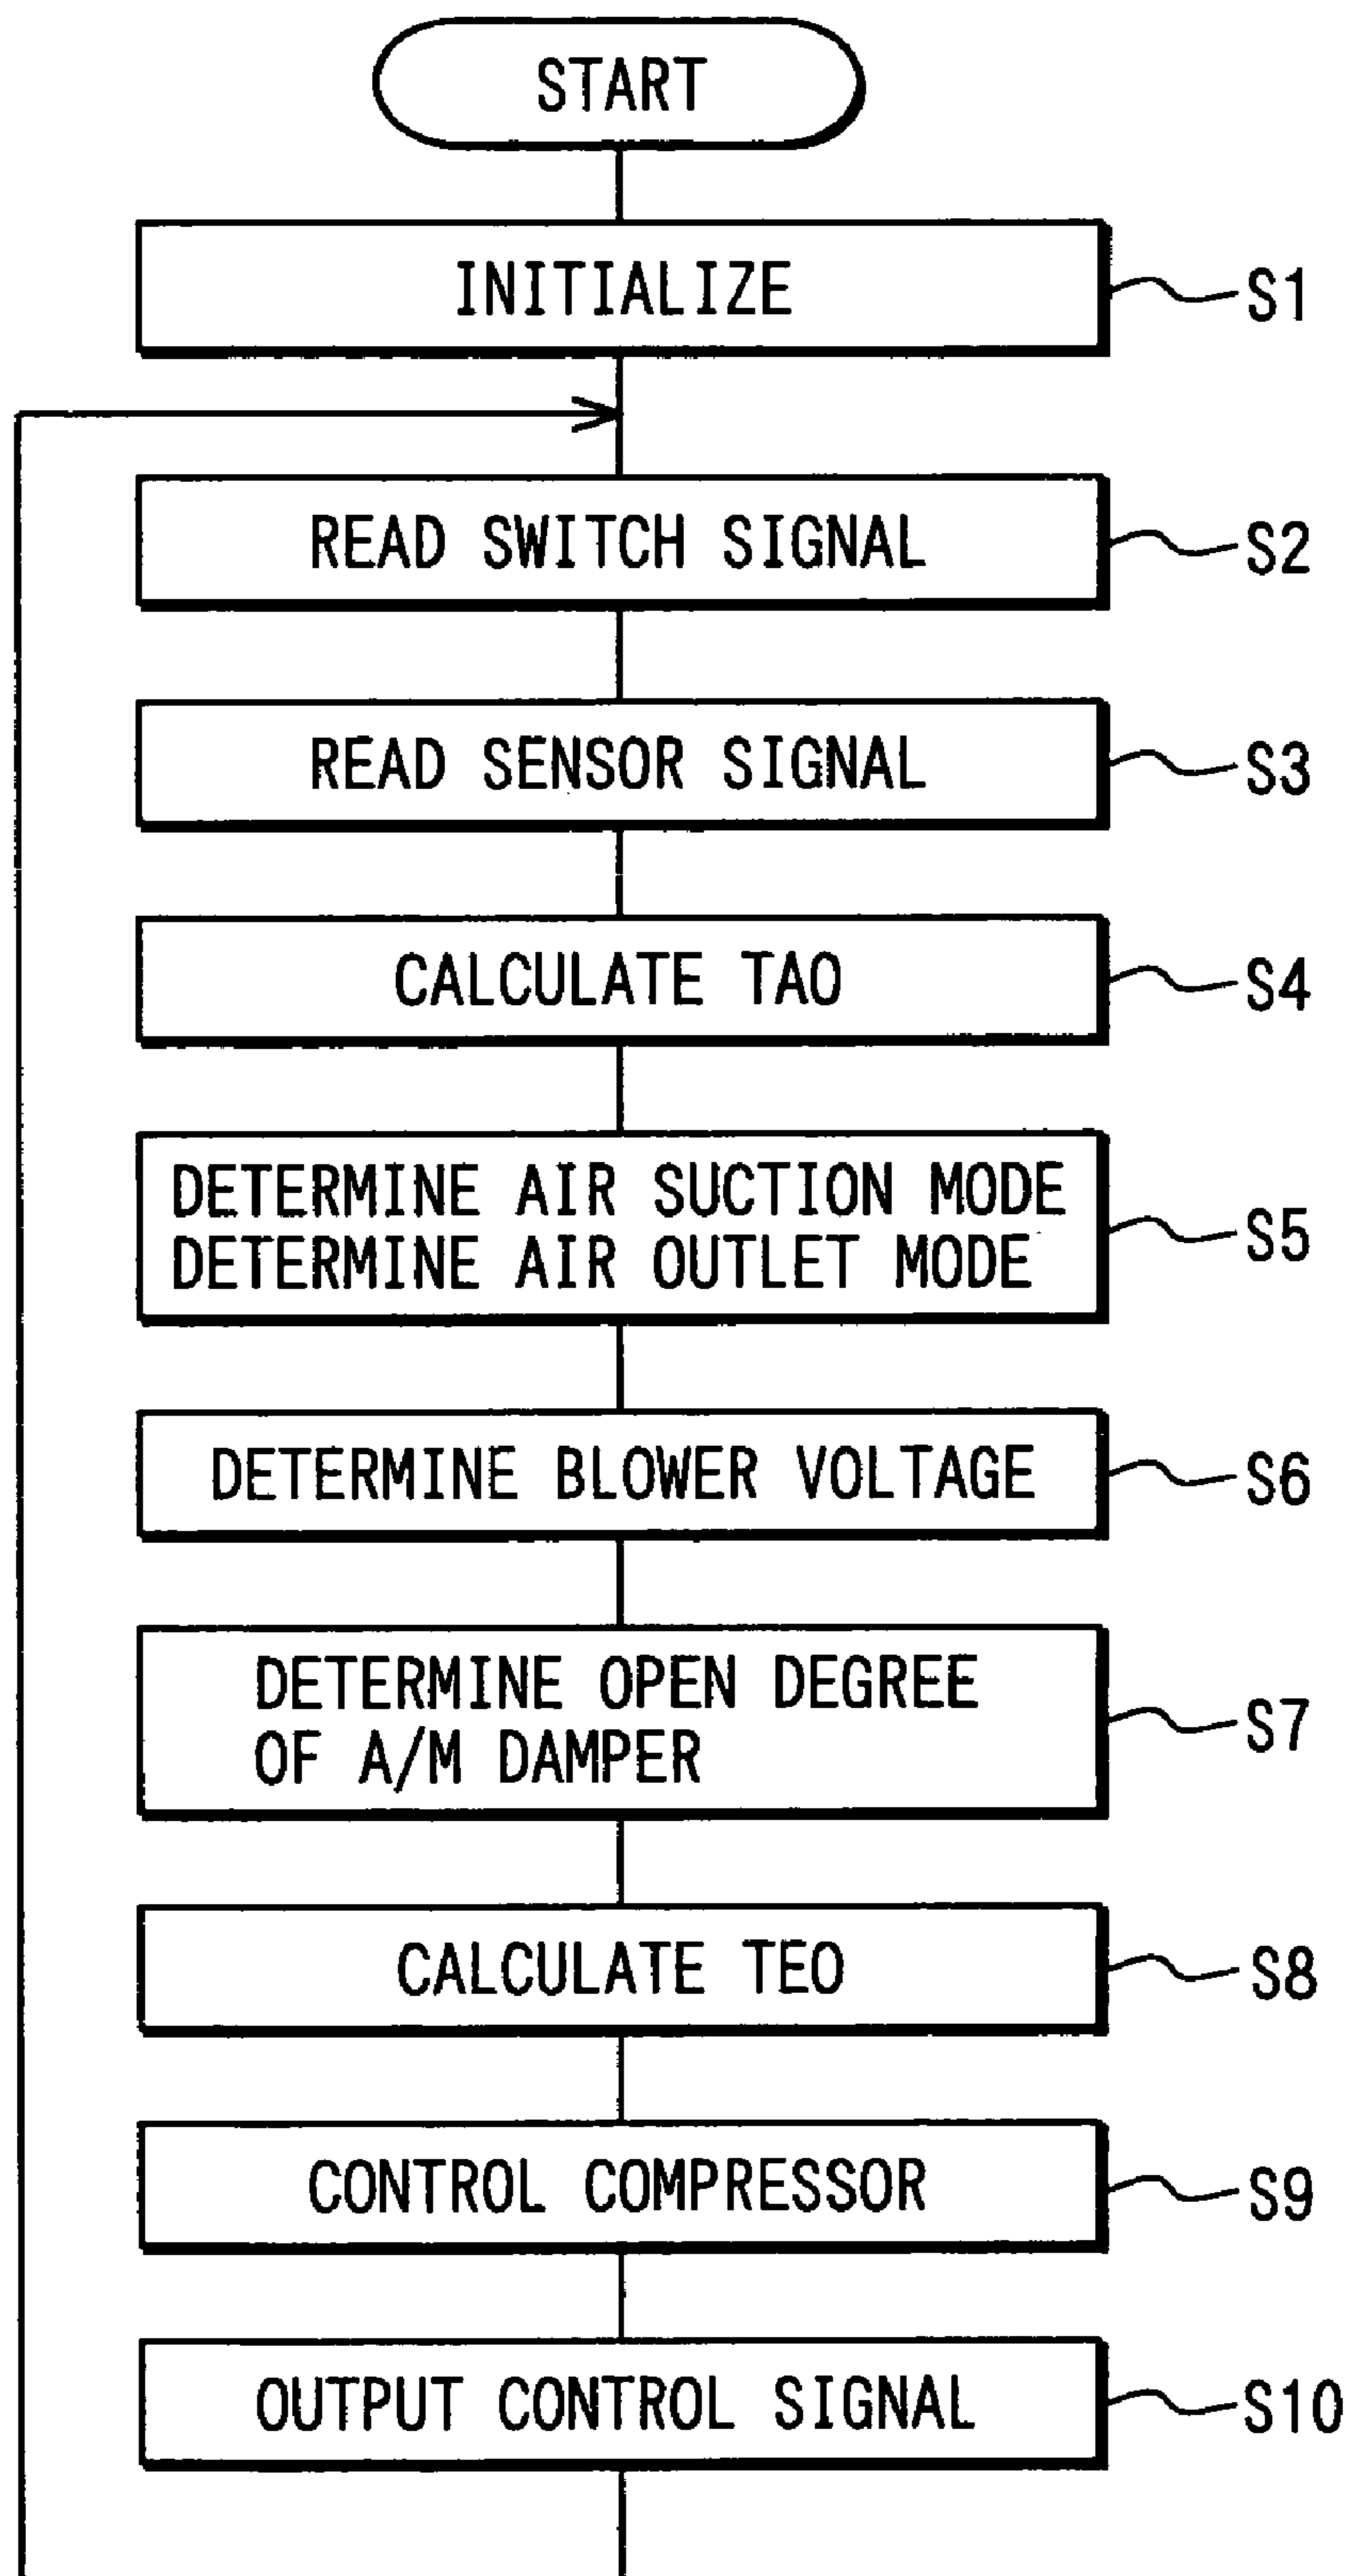 START
INITIALIZE
S1
READ SWITCH SIGNAL
S2
READ SENSOR SIGNAL
S3
CALCULATE TAO
S4
DETERMINE AIR SUCTION MODE
DETERMINE AIR OUTLET MODE
S5
DETERMINE BLOWER VOLTAGE
S6
DETERMINE OPEN DEGREE
OF A/M DAMPER
S7
CALCULATE TEO
S8
CONTROL COMPRESSOR
S9
OUTPUT CONTROL SIGNAL
S10